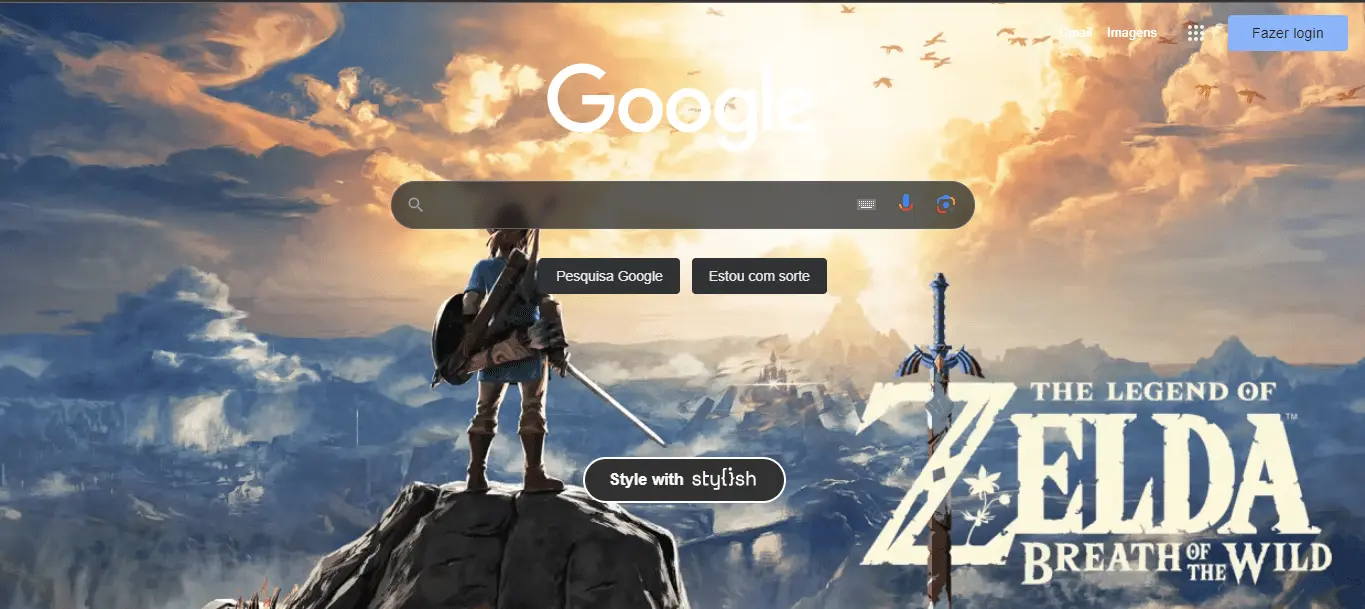 Gmail Imagens
Fazer login
Google
Pesquisa Google
Estou com sorte
Style with stylish
THE LEGEND OF
ZELDA™
BREATH OF THE WILD